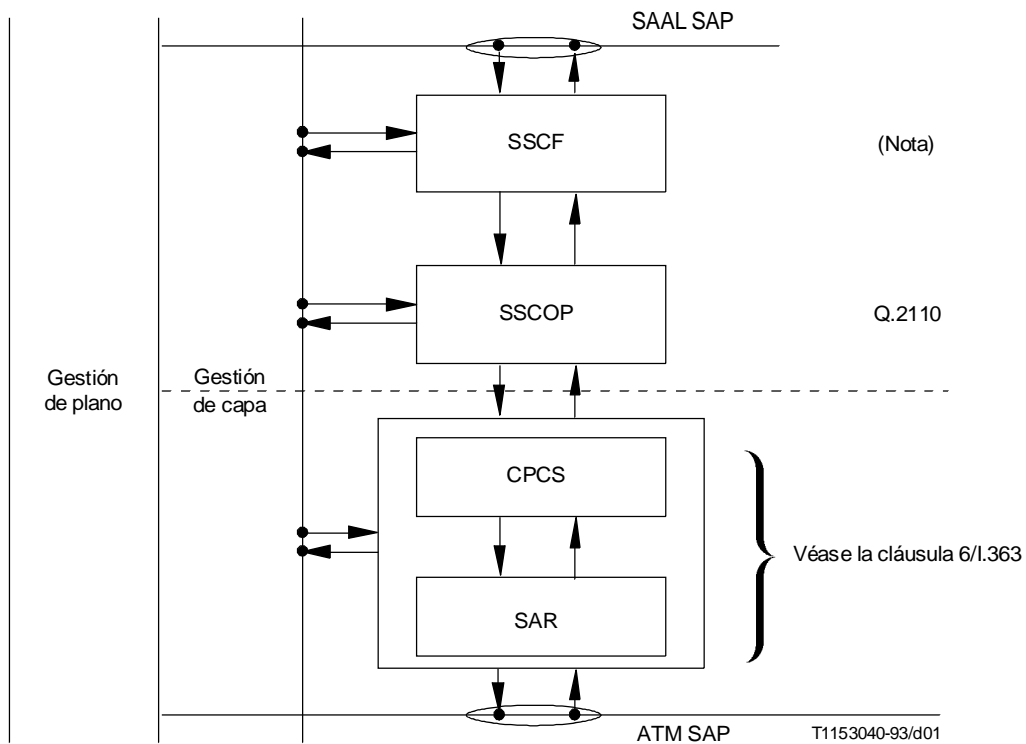 SAAL SAP
SSCF
(Nota)
SSCOP
Q.2110
Gestión
de plano
Gestión
de capa
CPCS
Véase la cláusula 6/I.363
SAR
ATM SAP
T1153040-93/d01